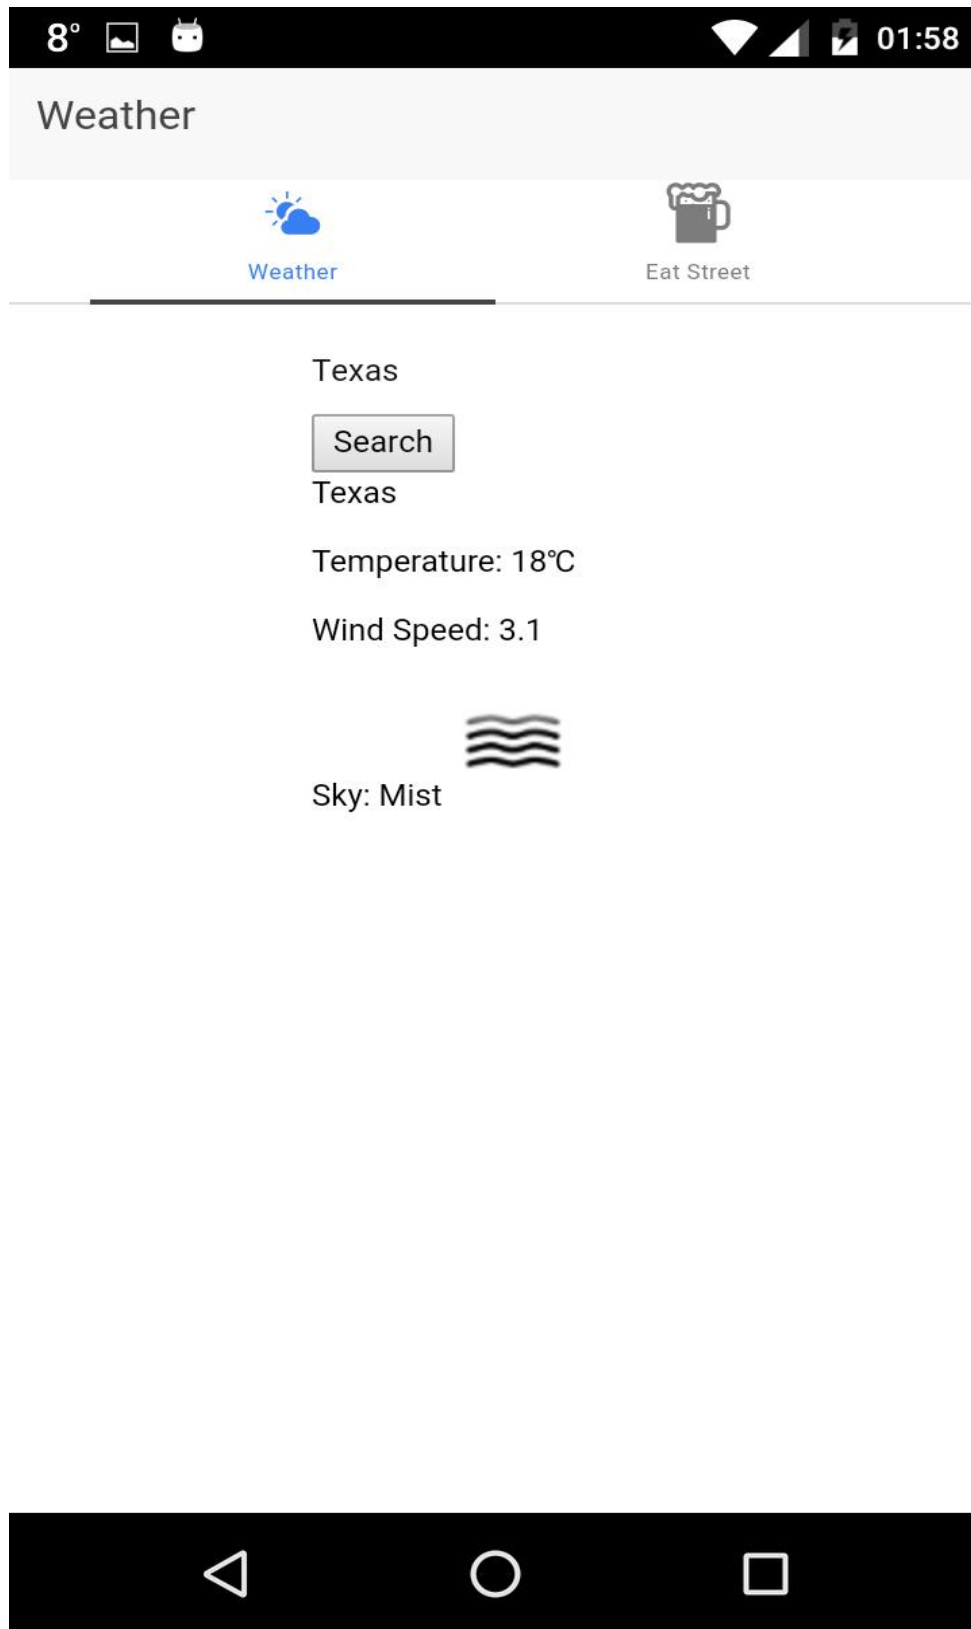 8° 01:58
Weather
Weather Eat Street
Texas
Search
Texas
Temperature: 18℃
Wind Speed: 3.1
Sky: Mist